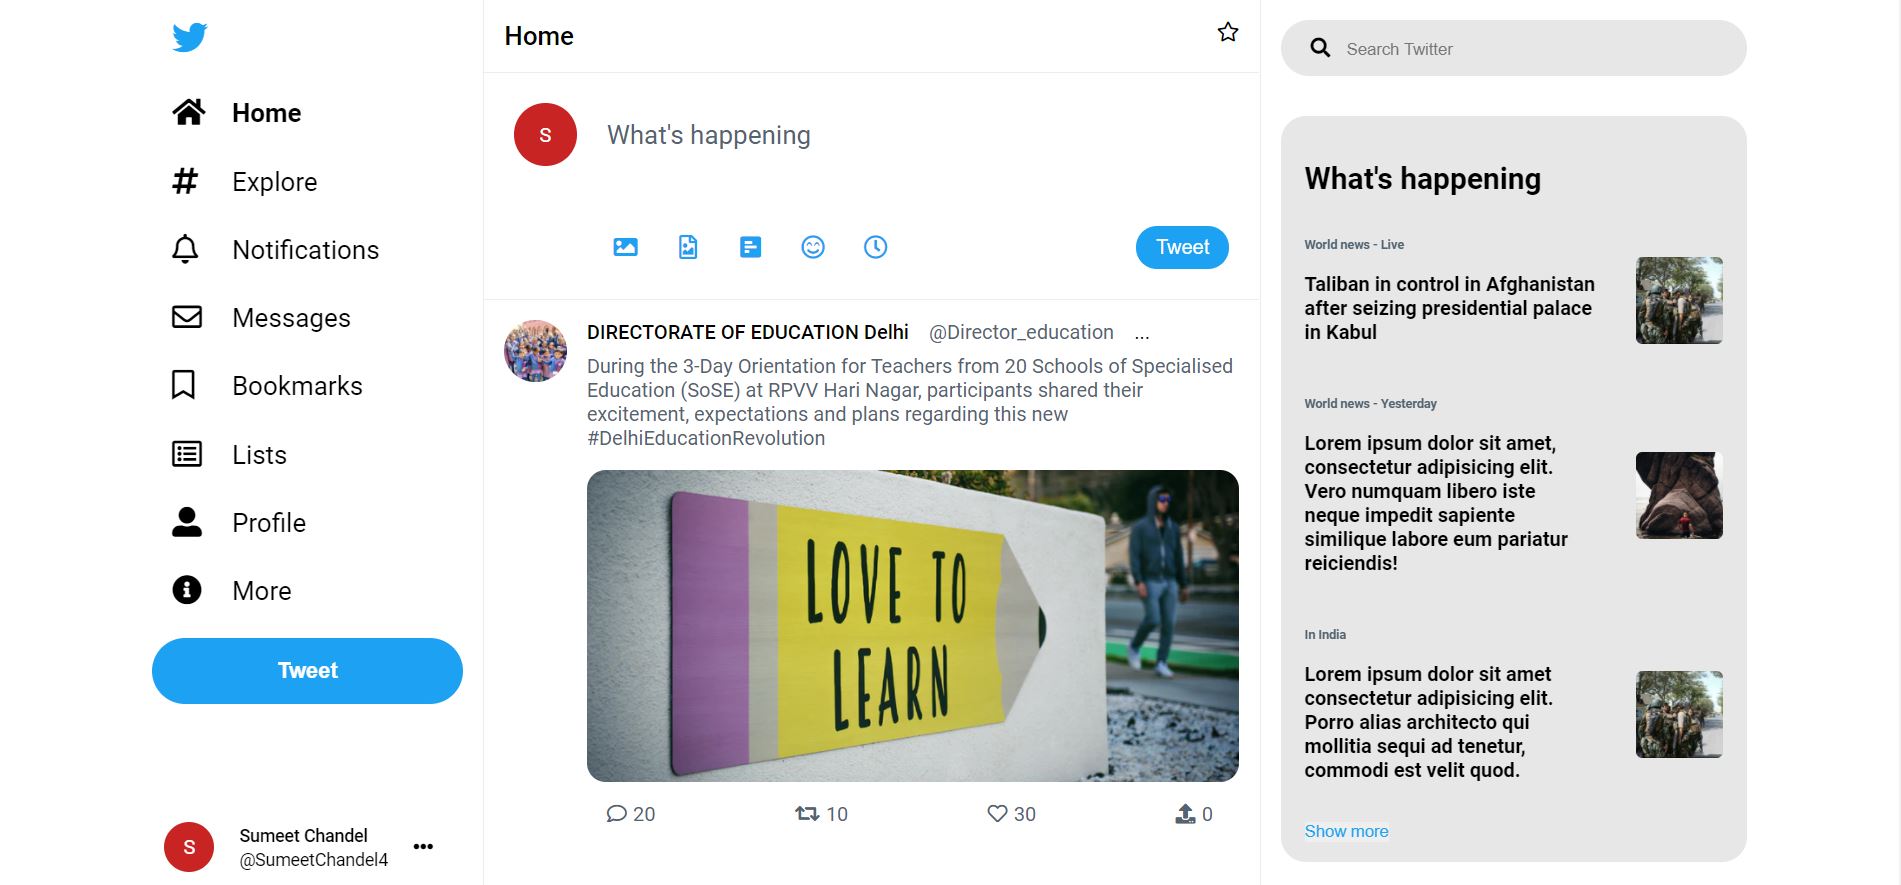 Home
Explore
Notifications
Messages
Bookmarks
Lists
Profile
More
Tweet
S
Sumeet Chandel
@SumeetChandel4
Home
S
What's happening
Tweet
DIRECTORATE OF EDUCATION Delhi @Director_education ...
During the 3-Day Orientation for Teachers from 20 Schools of Specialised
Education (SoSE) at RPVV Hari Nagar, participants shared their
excitement, expectations and plans regarding this new
#DelhiEducationRevolution
LOVE TO
LEARN
20 10 30 0
Search Twitter
What's happening
World news - Live
Taliban in control in Afghanistan
after seizing presidential palace
in Kabul
World news - Yesterday
Lorem ipsum dolor sit amet,
consectetur adipisicing elit.
Vero numquam libero iste
neque impedit sapiente
similique labore eum pariatur
reiciendis!
In India
Lorem ipsum dolor sit amet
consectetur adipisicing elit.
Porro alias architecto qui
mollitia sequi ad tenetur,
commodi est velit quod.
Show more